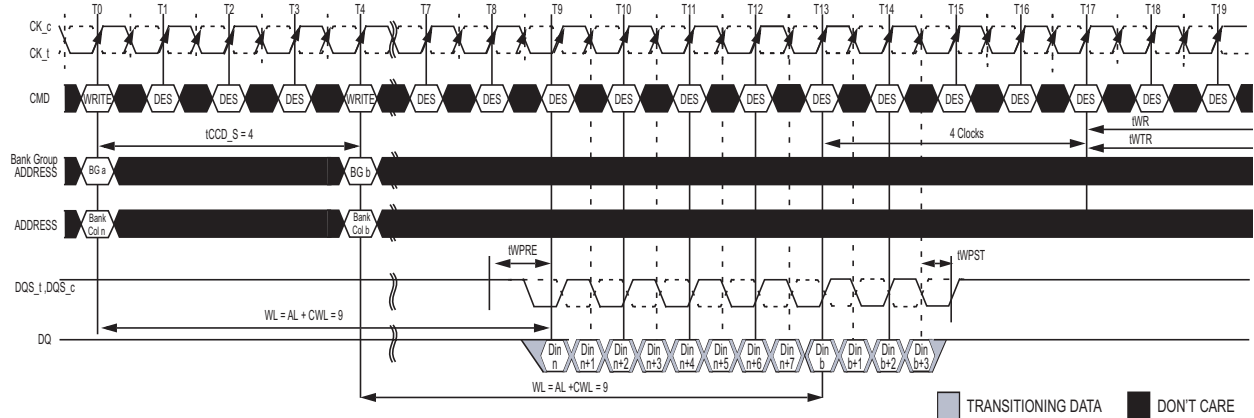 T0 T1 T2 T3 T4 T7 T8 T9 T10 T11 T12 T13 T14 T15 T16 T17 T18 T19
CK_c
CK_t
CMD WRITE DES DES DES WRITE DES DES DES DES DES DES DES DES DES DES DES DES DES
tCCD_S = 4 4 Clocks tWR
tWTR
Bank Group
ADDRESS BG a BG b
ADDRESS Bank
Col n Bank
Col b
tWPRE tWPST
DQS_t ,DQS_c
WL = AL + CWL = 9
DQ Din
n Din
n+1 Din
n+2 Din
n+3 Din
n+4 Din
n+5 Din
n+6 Din
n+7 Din
b Din
b+1 Din
b+2 Din
b+3
WL = AL +CWL = 9
TRANSITIONING DATA DON'T CARE